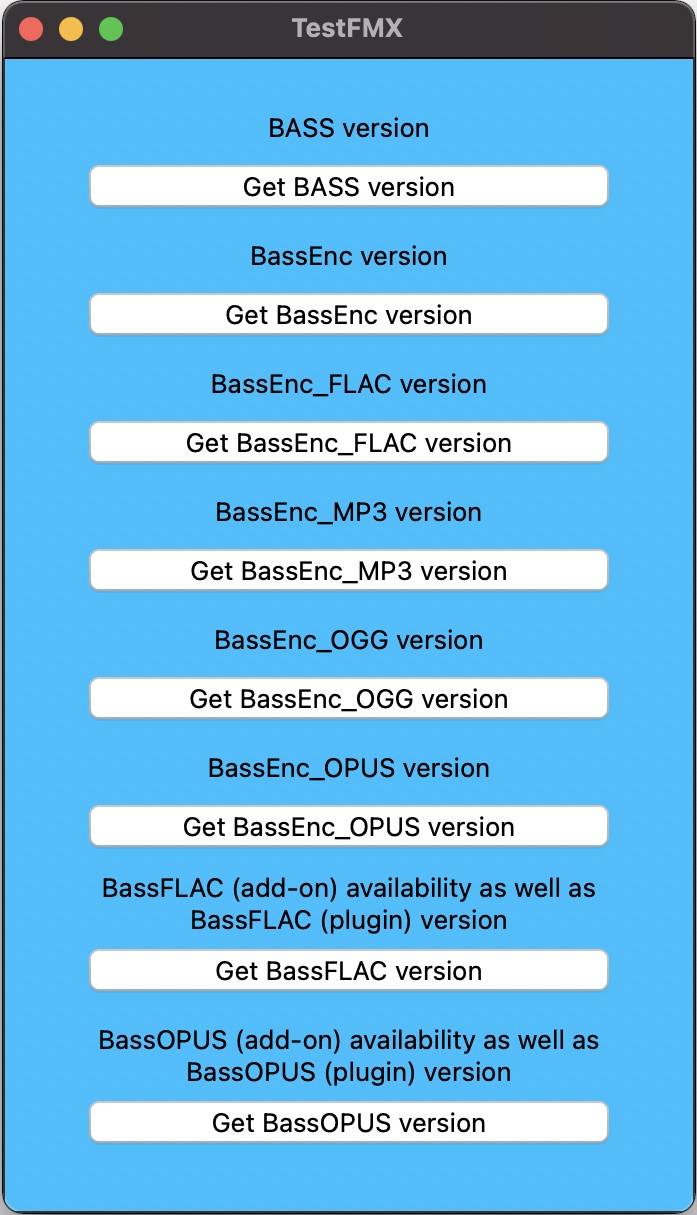 TestFMX
BASS version
Get BASS version
BassEnc version
Get BassEnc version
BassEnc_FLAC version
Get BassEnc_FLAC version
BassEnc_MP3 version
Get BassEnc_MP3 version
BassEnc_OGG version
Get BassEnc_OGG version
BassEnc_OPUS version
Get BassEnc_OPUS version
BassFLAC (add-on) availability as well as
BassFLAC (plugin) version
Get BassFLAC version
BassOPUS (add-on) availability as well as
BassOPUS (plugin) version
Get BassOPUS version